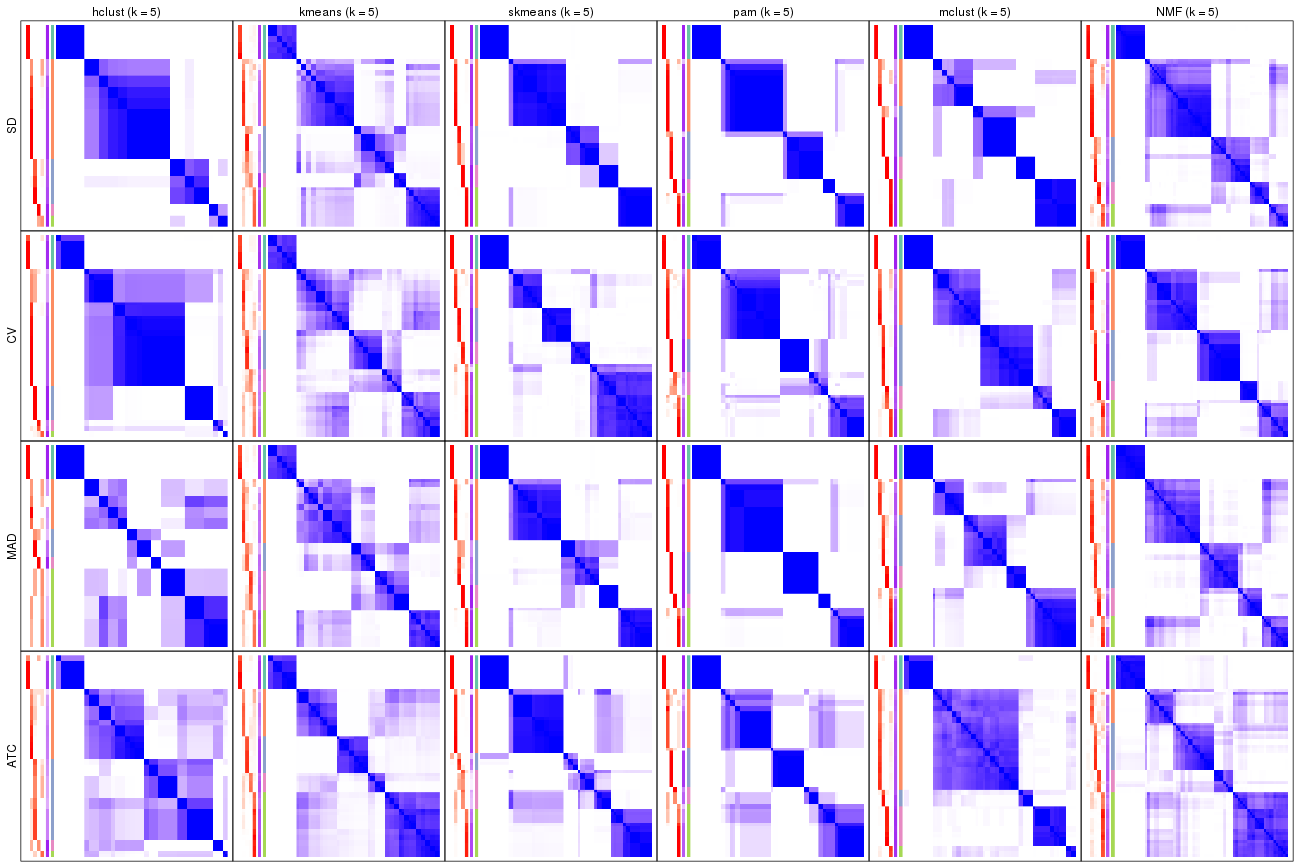 hclust (k = 5) kmeans (k = 5) skmeans (k = 5) pam (k = 5) mclust (k = 5) NMF (k = 5)
SD
CV
MAD
ATC